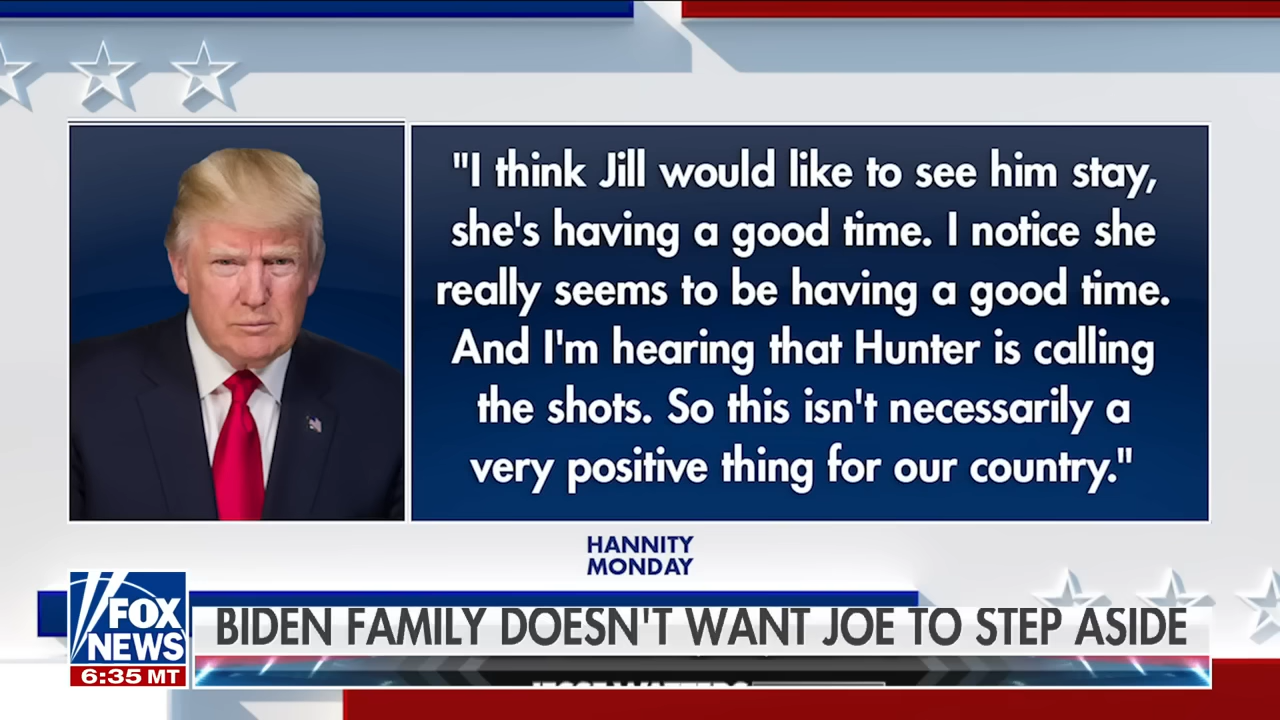 "I think Jill would like to see him stay,
she's having a good time. I notice she
really seems to be having a good time.
And I'm hearing that Hunter is calling
the shots. So this isn't necessarily a
very positive thing for our country."
HANNITY
MONDAY
FOX
NEWS
6:35 MT
BIDEN FAMILY DOESN'T WANT JOE TO STEP ASIDE
JESSE WATTERS